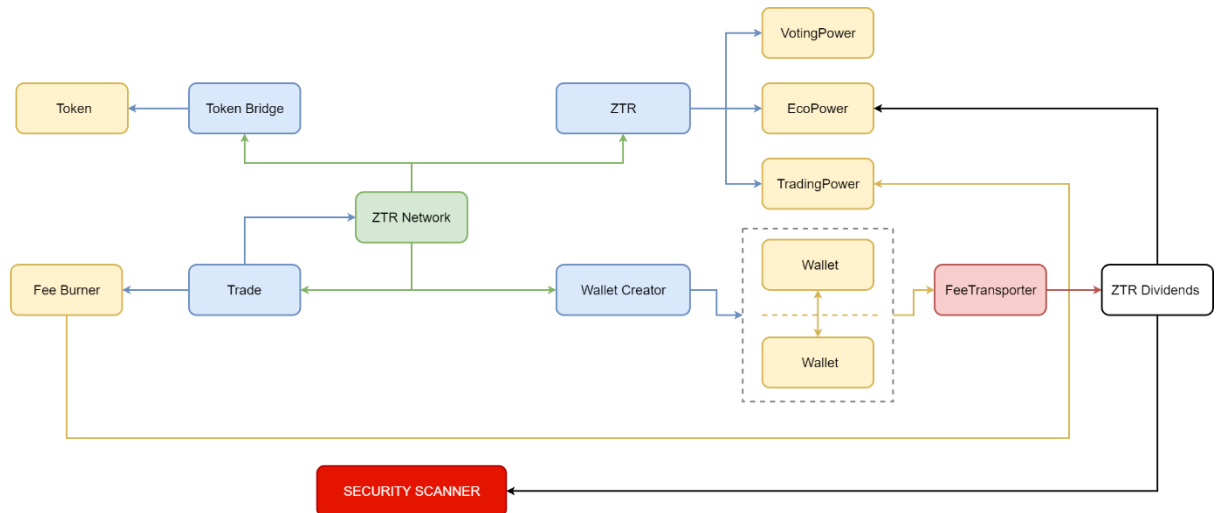 VotingPower
Token
Token Bridge
ZTR
EcoPower
TradingPower
ZTR Network
Wallet
Fee Burner
Trade
Wallet Creator
FeeTransporter
ZTR Dividends
Wallet
SECURITY SCANNER